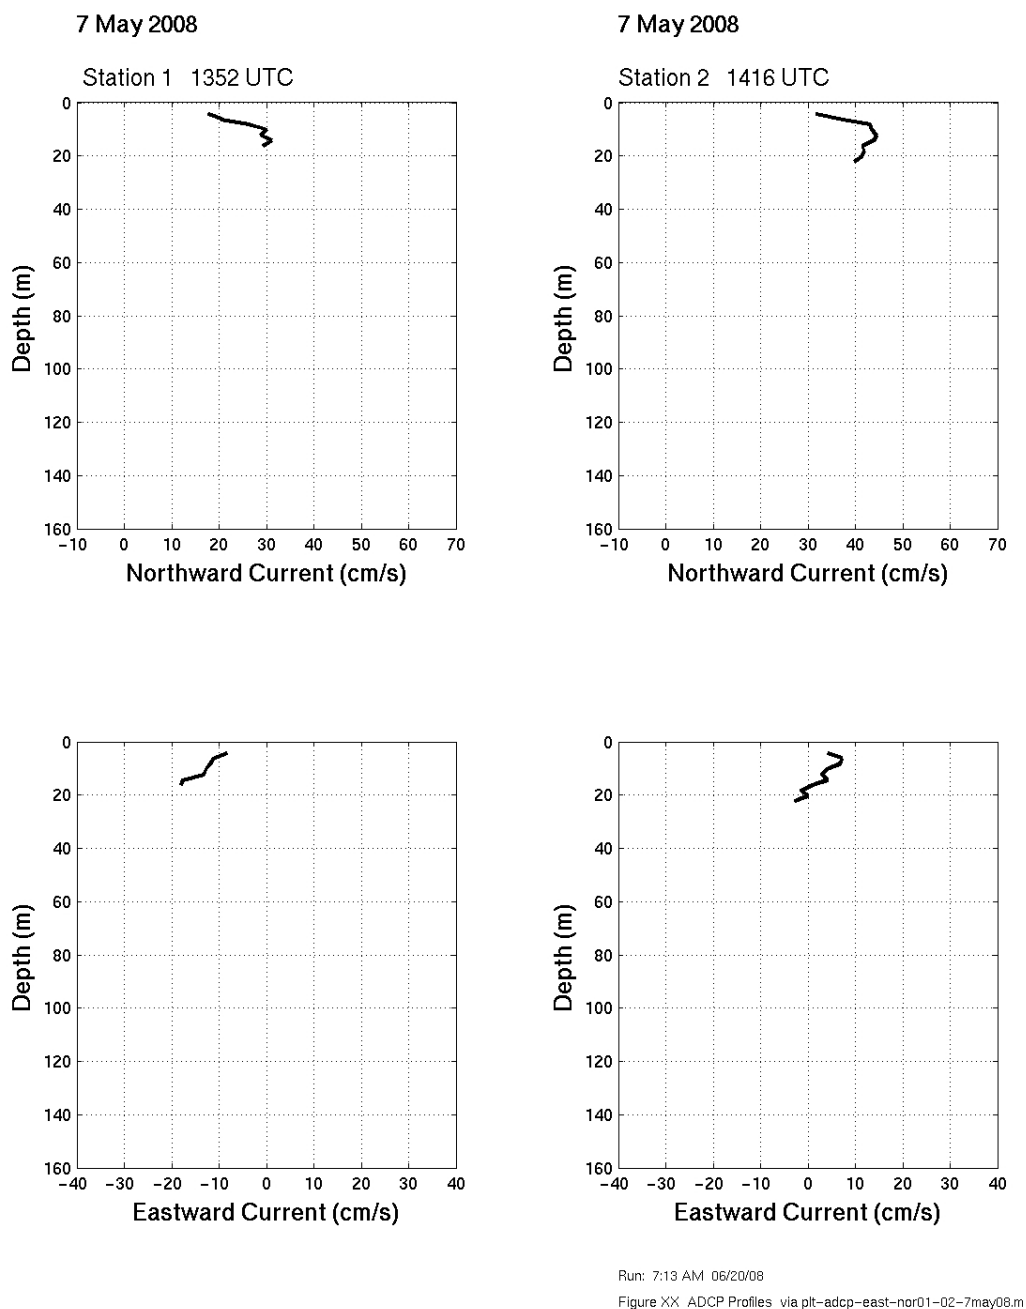 7 May 2008
Station 1 1352 UTC
0
20
40
60
80
100
120
140
160
Depth (m)
−10 0 10 20 30 40 50 60 70
Northward Current (cm/s)
7 May 2008
Station 2 1416 UTC
0
20
40
60
80
100
120
140
160
Depth (m)
−10 0 10 20 30 40 50 60 70
Northward Current (cm/s)
0
20
40
60
80
100
120
140
160
Depth (m)
−40 −30 −20 −10 0 10 20 30 40
Eastward Current (cm/s)
0
20
40
60
80
100
120
140
160
Depth (m)
−40 −30 −20 −10 0 10 20 30 40
Eastward Current (cm/s)
Run: 7:13 AM 06/20/08
Figure XX ADCP Profiles via plt−adcp−east−nor01−02−7may08.m